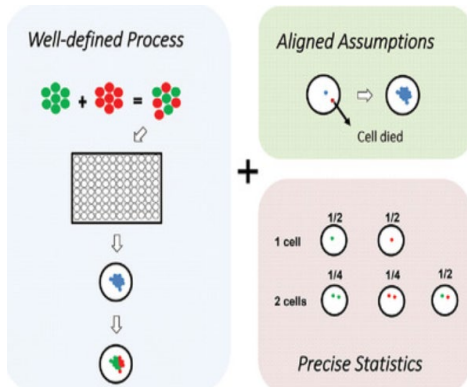 Well-defined Process
+ =
Aligned Assumptions
Cell died
+
1/2 1/2
1 cell
1/4 1/4 1/2
2 cells
Precise Statistics